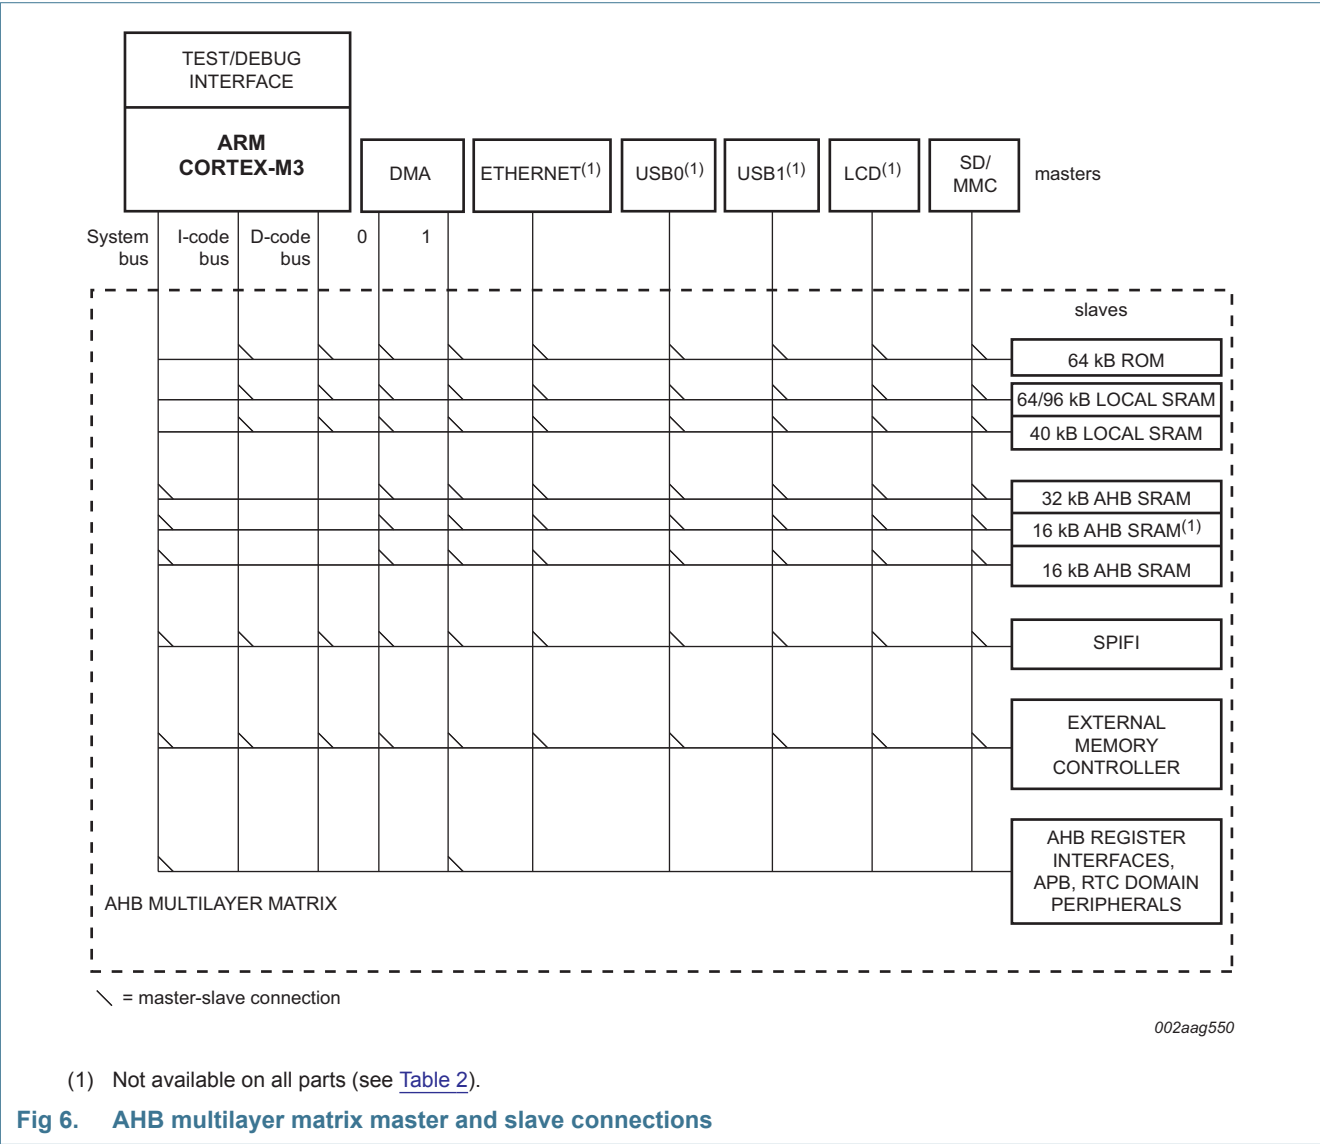 TEST/DEBUG
INTERFACE
ARM
CORTEX-M3
DMA
ETHERNET(1)
USB0(1)
USB1(1)
LCD(1)
SD/
MMC
masters
System
bus
I-code
bus
D-code
bus
0
1
slaves
64 kB ROM
64/96 kB LOCAL SRAM
40 kB LOCAL SRAM
32 kB AHB SRAM
16 kB AHB SRAM(1)
16 kB AHB SRAM
SPIFI
EXTERNAL
MEMORY
CONTROLLER
AHB REGISTER
INTERFACES,
APB, RTC DOMAIN
PERIPHERALS
AHB MULTILAYER MATRIX
= master-slave connection
002aag550
(1) Not available on all parts (see Table 2).
Fig 6. AHB multilayer matrix master and slave connections